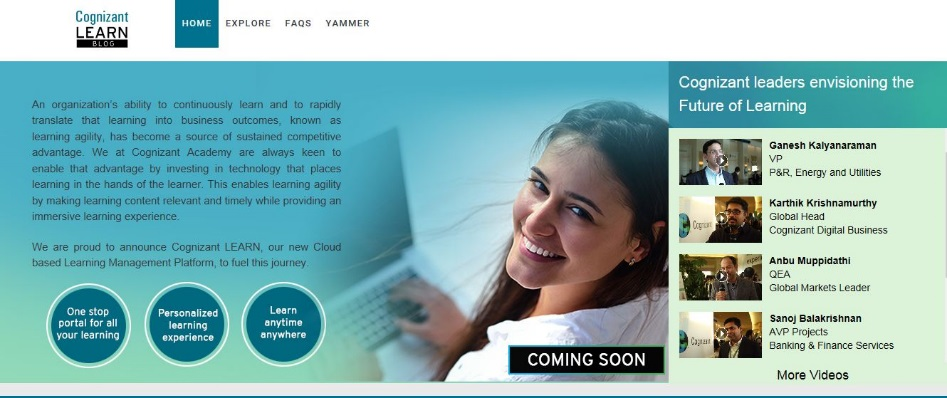 Cognizant
LEARN
BLOG
HOME EXPLORE FAQS YAMMER
An organization's ability to continuously learn and to rapidly
translate that learning into business outcomes, known as
learning agility, has become a source of sustained competitive
advantage. We at Cognizant Academy are always keen to
enable that advantage by investing in technology that places
learning in the hands of the learner. This enables learning agility
by making learning content relevant and timely while providing an
immersive learning experience.
We are proud to announce Cognizant LEARN, our new Cloud
based Learning Management Platform, to fuel this journey.
One stop
portal for all
your learning
Personalized
learning
experience
Learn
anytime
anywhere
COMING SOON
Cognizant leaders envisioning the
Future of Learning
Ganesh Kalyanaraman
VP
P&R, Energy and Utilities
Cognizant
Karthik Krishnamurthy
Global Head
Cognizant Digital Business
Anbu Muppidathi
QEA
Global Markets Leader
Cognizant
Sanoj Balakrishnan
AVP Projects
Banking & Finance Services
More Videos